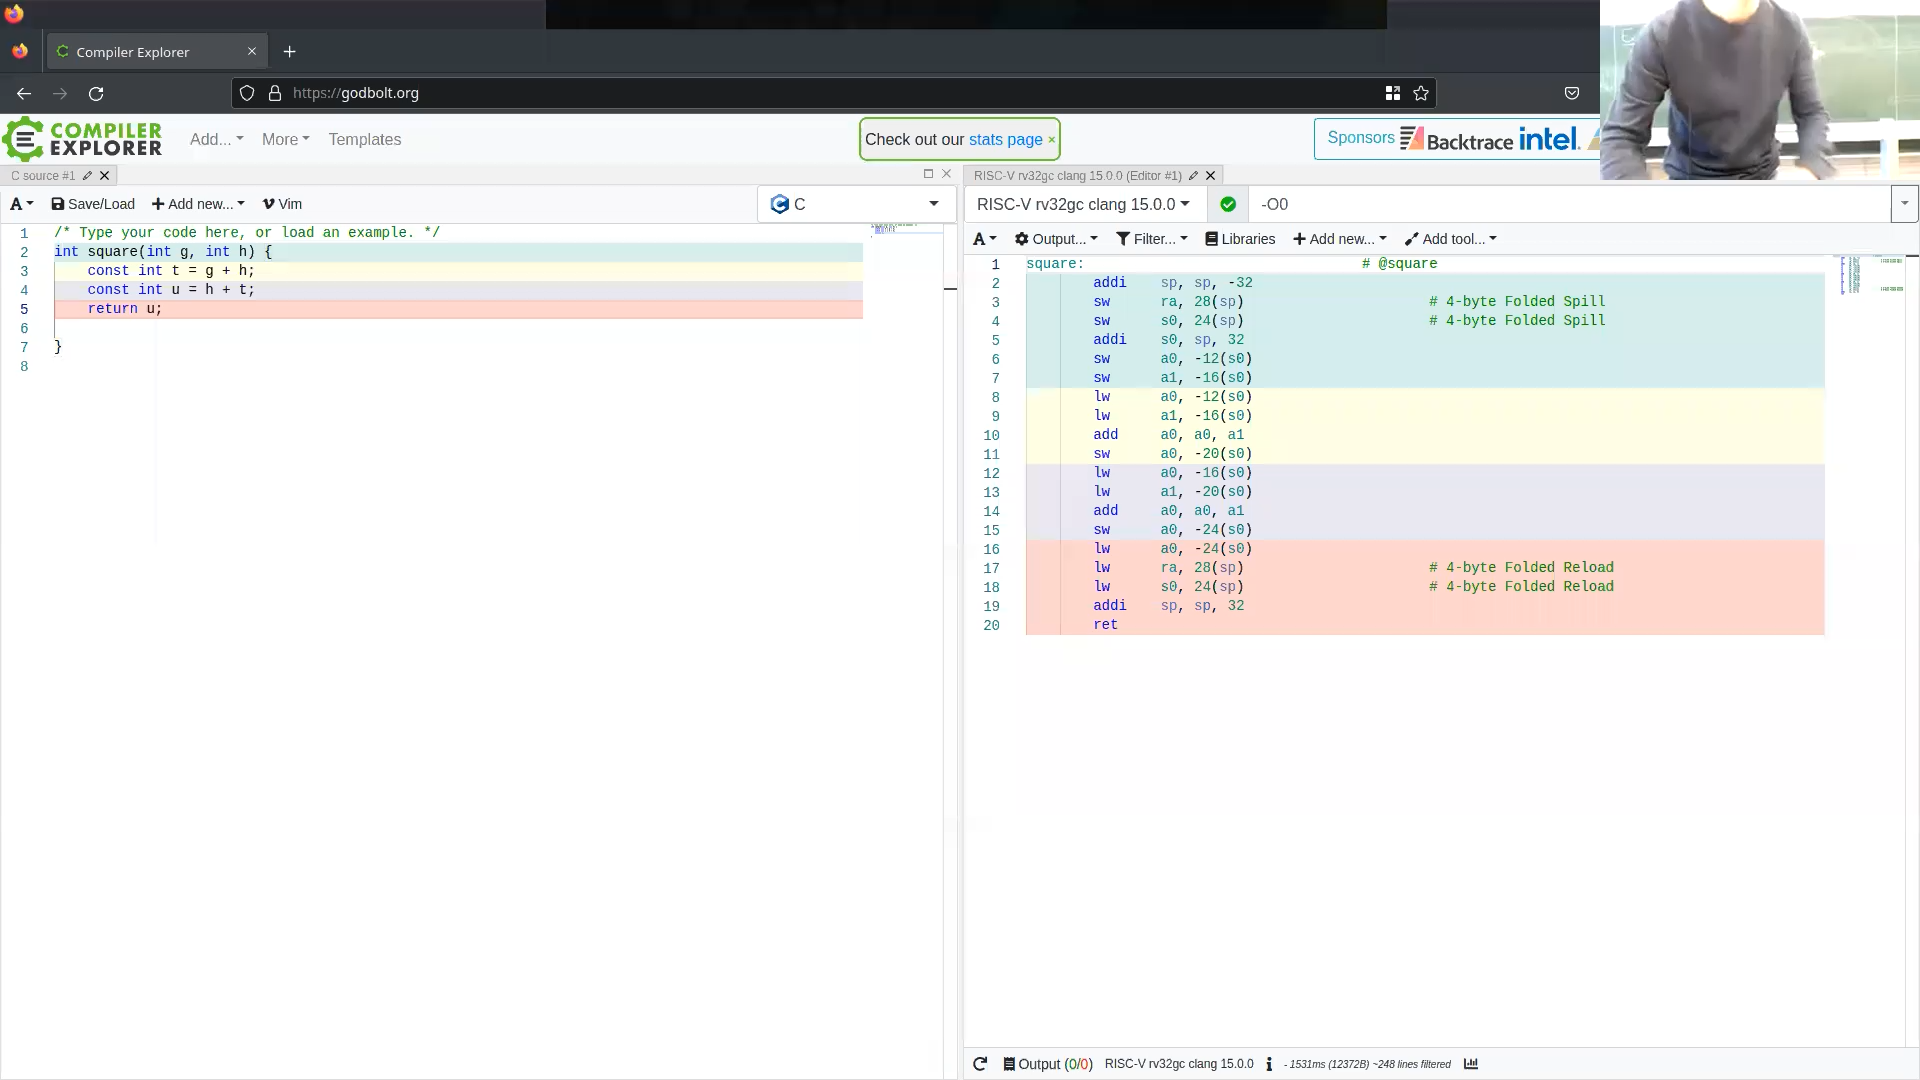 Compiler Explorer
https://godbolt.org
COMPILER EXPLORER
Add...
More
Templates
Check out our stats page ×
Sponsors Backtrace intel.
C source #1
RISC-V rv32gc clang 15.0.0 (Editor #1)
A
Save/Load
Add new...
Vim
C
RISC-V rv32gc clang 15.0.0
-O0
A
Output...
Filter...
Libraries
Add new...
Add tool...
1 /* Type your code here, or load an example. */
2 int square(int g, int h) {
3 const int t = g + h;
4 const int u = h + t;
5 return u;
6
7 }
8
1 square: # @square
2 addi sp, sp, -32
3 sw ra, 28(sp) # 4-byte Folded Spill
4 sw s0, 24(sp) # 4-byte Folded Spill
5 addi s0, sp, 32
6 sw a0, -12(s0)
7 sw a1, -16(s0)
8 lw a0, -12(s0)
9 lw a1, -16(s0)
10 add a0, a0, a1
11 sw a0, -20(s0)
12 lw a0, -16(s0)
13 lw a1, -20(s0)
14 add a0, a0, a1
15 sw a0, -24(s0)
16 lw a0, -24(s0)
17 lw ra, 28(sp) # 4-byte Folded Reload
18 lw s0, 24(sp) # 4-byte Folded Reload
19 addi sp, sp, 32
20 ret
Output (0/0) RISC-V rv32gc clang 15.0.0 i - 1531ms (12372B) ~248 lines filtered